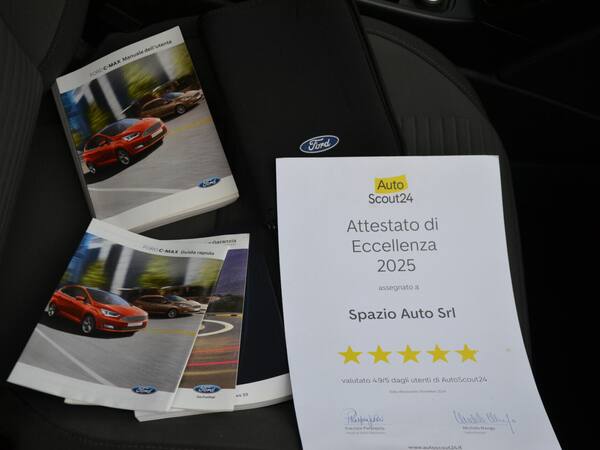 FORD C-MAX Manuale dell'utente
Ford
Ford
FORD C-MAX Guida rapida
Garanzia
Ford
Ford
Auto
Scout24
Attestato di
Eccellenza
2025
assegnato a
Spazio Auto Srl
valutato 4.9/5 dagli utenti di AutoScout24
www.autoscout24.it